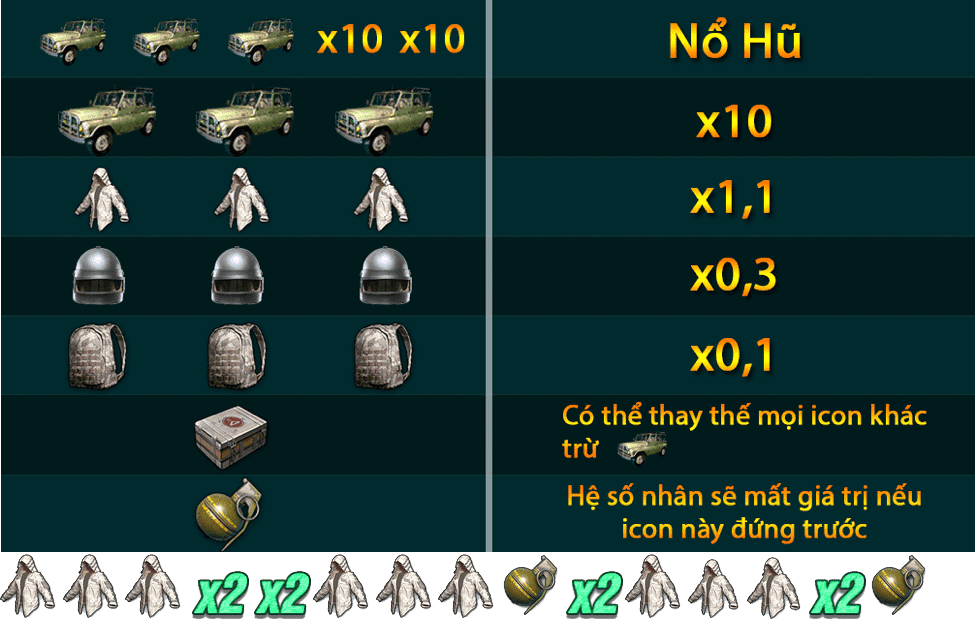 x10 x10 Nổ Hũ
x10
x1,1
x0,3
x0,1
Có thể thay thế mọi icon khác
trừ
Hệ số nhân sẽ mất giá trị nếu
icon này đứng trước
x2 x2 x2 x2